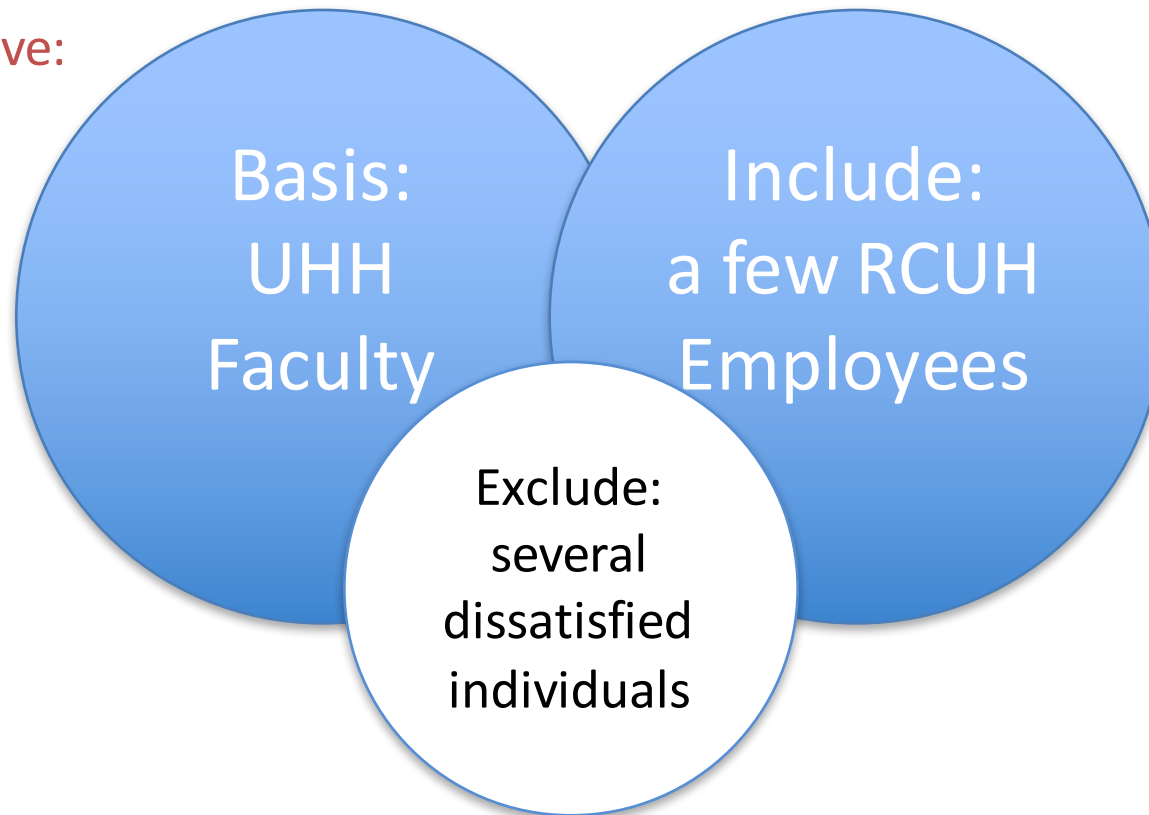 ve:
Basis:
UHH
Faculty
Include:
a few RCUH
Employees
Exclude:
several
dissatisfied
individuals